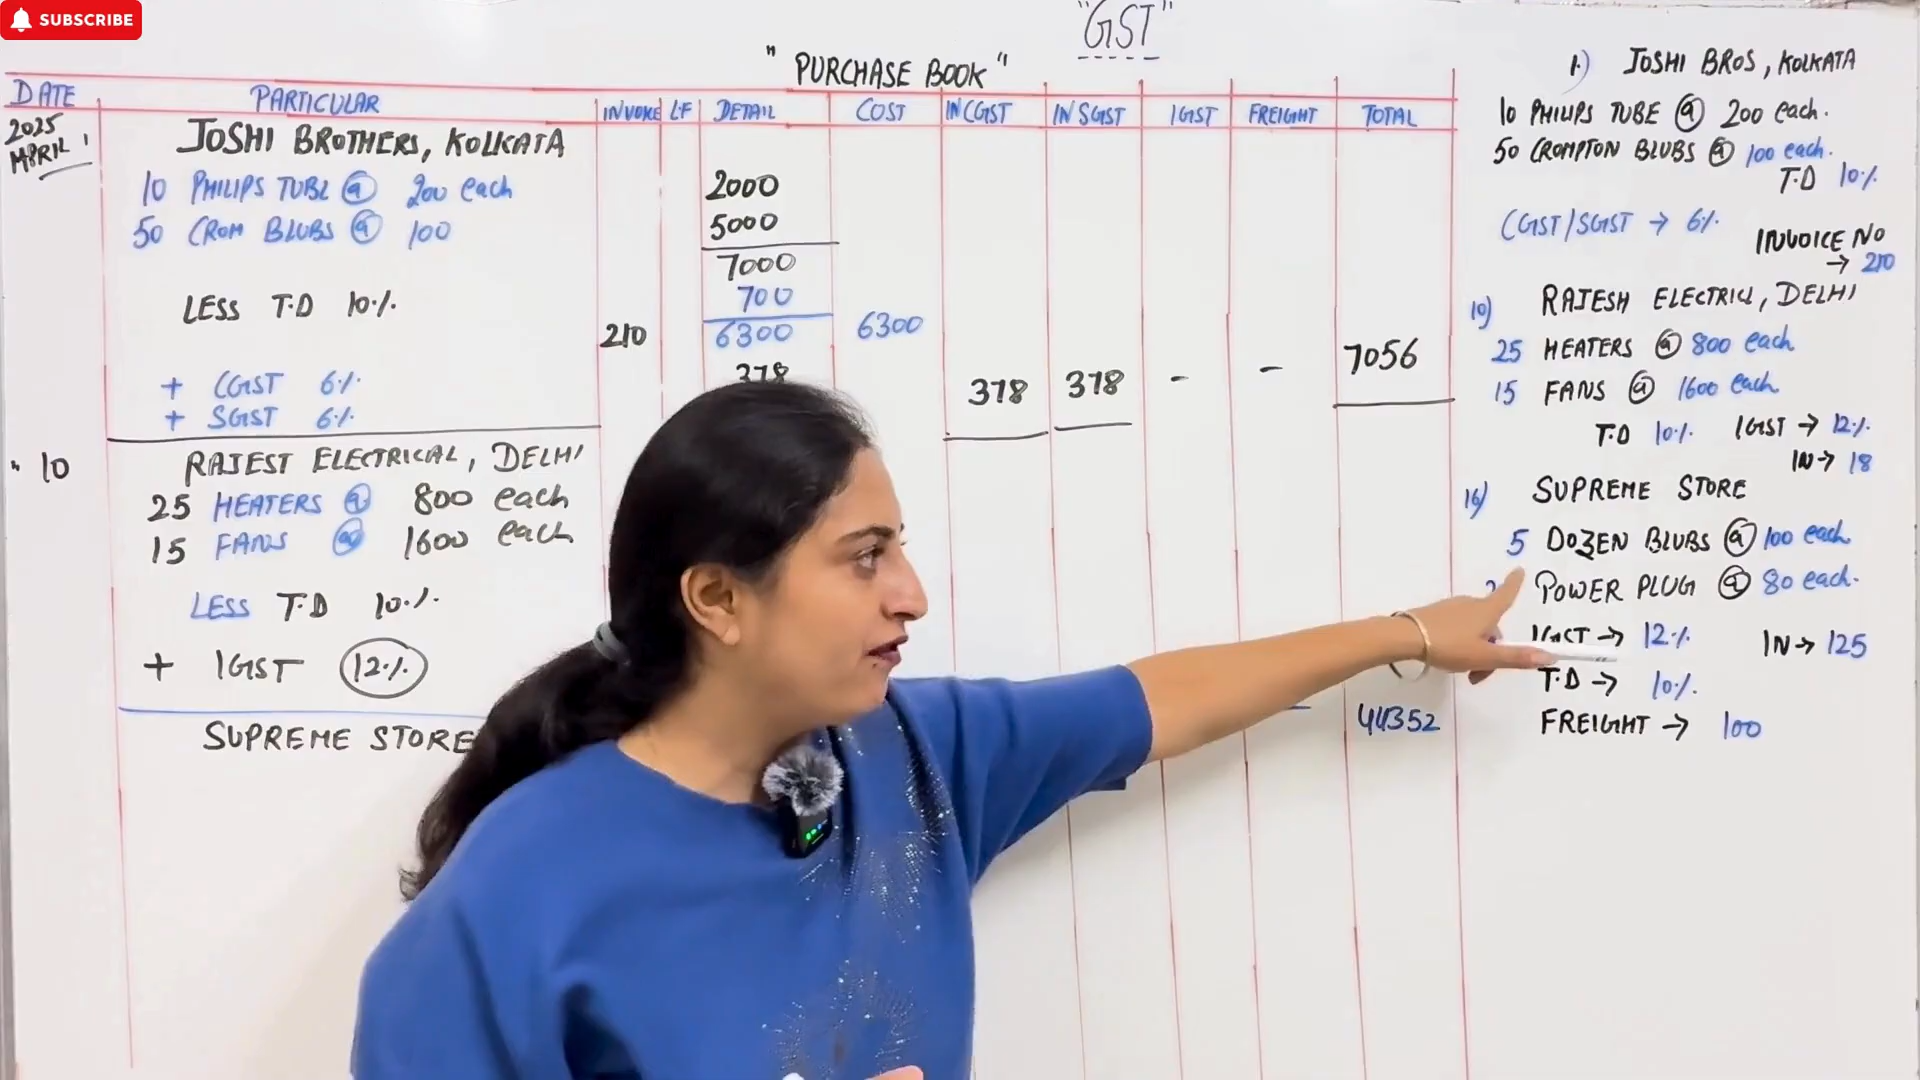 SUBSCRIBE
"GST"
"PURCHASE BOOK"
DATE PARTICULAR INVOICE LF DETAIL COST IN CGST IN SGST IGST FREIGHT TOTAL
2025
APRIL 1
JOSHI BROTHERS, KOLKATA
10 PHILIPS TUBE @ 200 each 2000
50 CROM BLUBS @ 100 5000
7000
LESS T.D 10% 700
210 6300 6300
378 378 378 - - 7056
+ CGST 6%
+ SGST 6%
" 10 RAJEST ELECTRICAL, DELHI
25 HEATERS @ 800 each
15 FANS @ 1600 each
LESS T.D 10%
+ IGST 12%
44352
SUPREME STORE
1) JOSHI BROS, KOLKATA
10 PHILIPS TUBE @ 200 each.
50 CROMPTON BLUBS @ 100 each.
T.D 10%
CGST/SGST → 6%
INVOICE NO
→ 210
10) RAJESH ELECTRICL, DELHI
25 HEATERS @ 800 each
15 FANS @ 1600 each
T.D 10% IGST → 12%
IN → 18
16) SUPREME STORE
5 DOZEN BLUBS @ 100 each
POWER PLUG @ 80 each.
→ 12% IN → 125
T.D → 10%
FREIGHT → 100